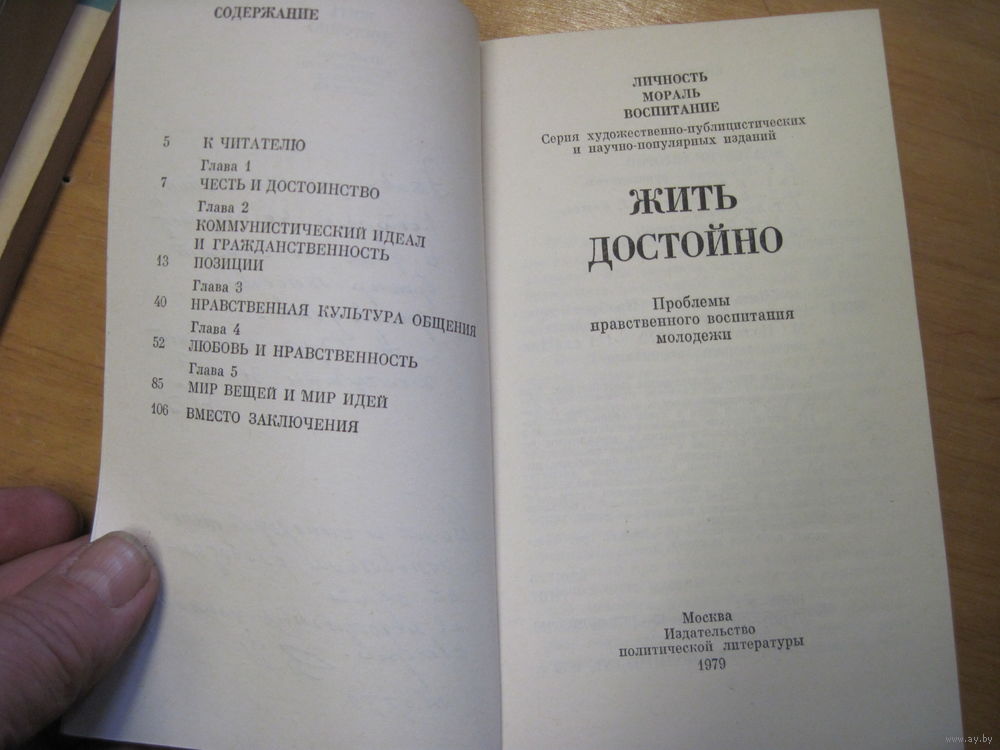 СОДЕРЖАНИЕ
5 К ЧИТАТЕЛЮ
Глава 1
7 ЧЕСТЬ И ДОСТОИНСТВО
Глава 2
КОММУНИСТИЧЕСКИЙ ИДЕАЛ
И ГРАЖДАНСТВЕННОСТЬ
13 ПОЗИЦИИ
Глава 3
40 НРАВСТВЕННАЯ КУЛЬТУРА ОБЩЕНИЯ
Глава 4
52 ЛЮБОВЬ И НРАВСТВЕННОСТЬ
Глава 5
85 МИР ВЕЩЕЙ И МИР ИДЕЙ
106 ВМЕСТО ЗАКЛЮЧЕНИЯ
ЛИЧНОСТЬ
МОРАЛЬ
ВОСПИТАНИЕ
Серия художественно-публицистических
и научно-популярных изданий
ЖИТЬ
ДОСТОЙНО
Проблемы
нравственного воспитания
молодежи
Москва
Издательство
политической литературы
1979
www.ay.by